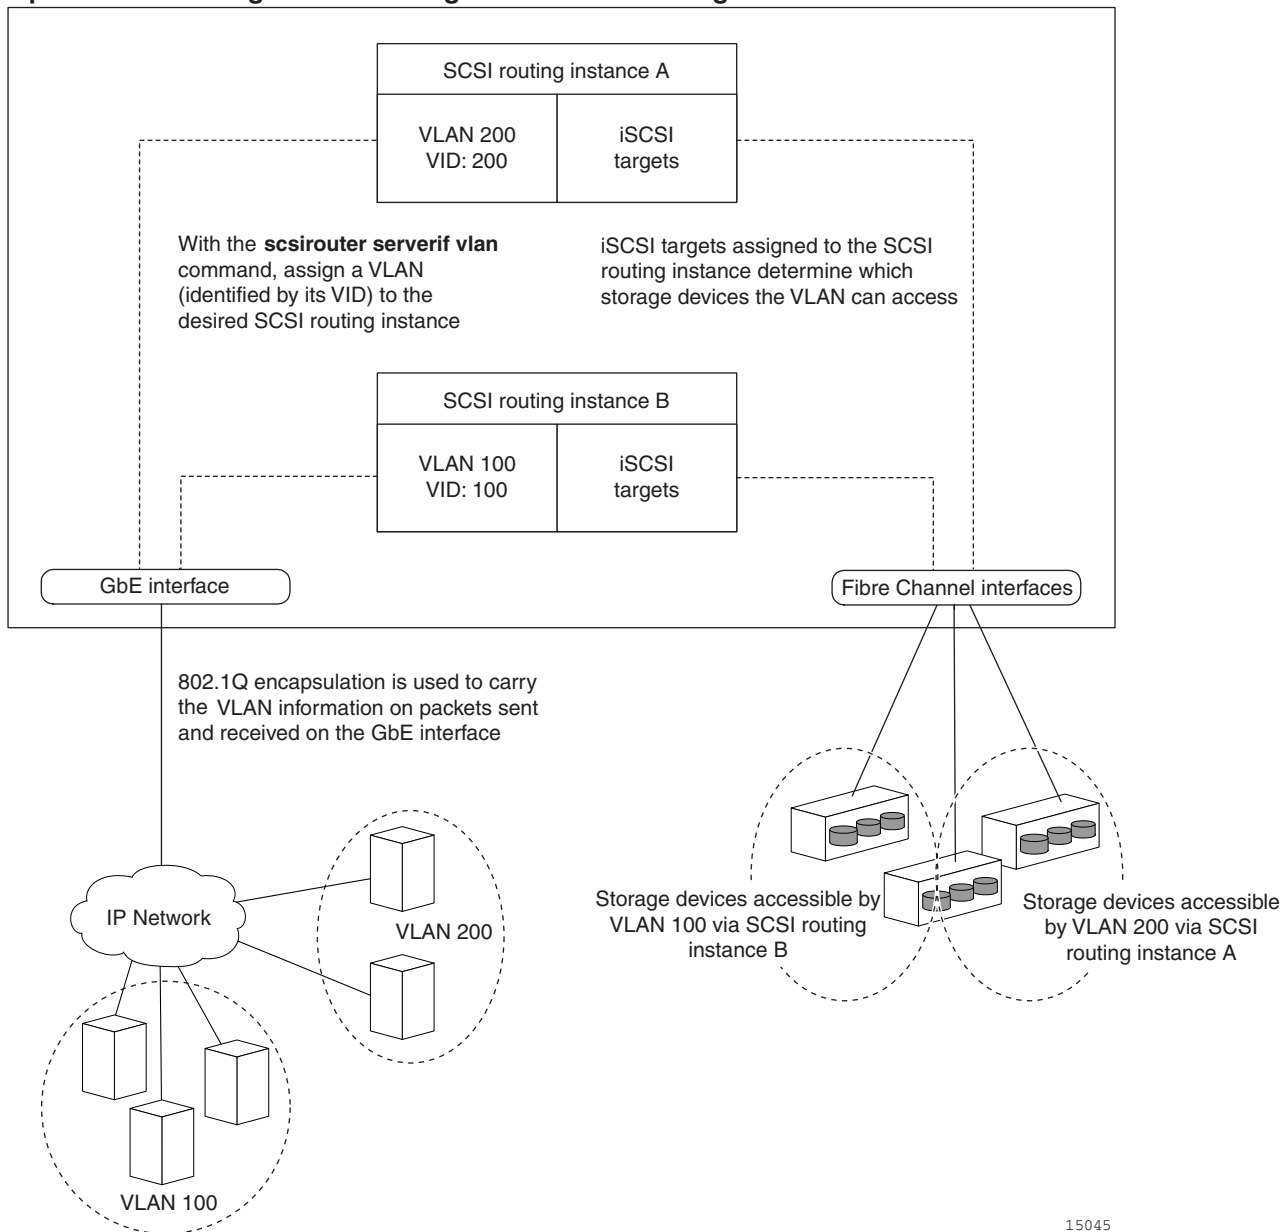 SCSI routing instance A
VLAN 200
VID: 200
iSCSI
targets
With the scsirouter serverif vlan
command, assign a VLAN
(identified by its VID) to the
desired SCSI routing instance
iSCSI targets assigned to the SCSI
routing instance determine which
storage devices the VLAN can access
SCSI routing instance B
VLAN 100
VID: 100
iSCSI
targets
GbE interface
Fibre Channel interfaces
802.1Q encapsulation is used to carry
the VLAN information on packets sent
and received on the GbE interface
IP Network
VLAN 200
VLAN 100
Storage devices accessible by
VLAN 100 via SCSI routing
instance B
Storage devices accessible
by VLAN 200 via SCSI
routing instance A
15045